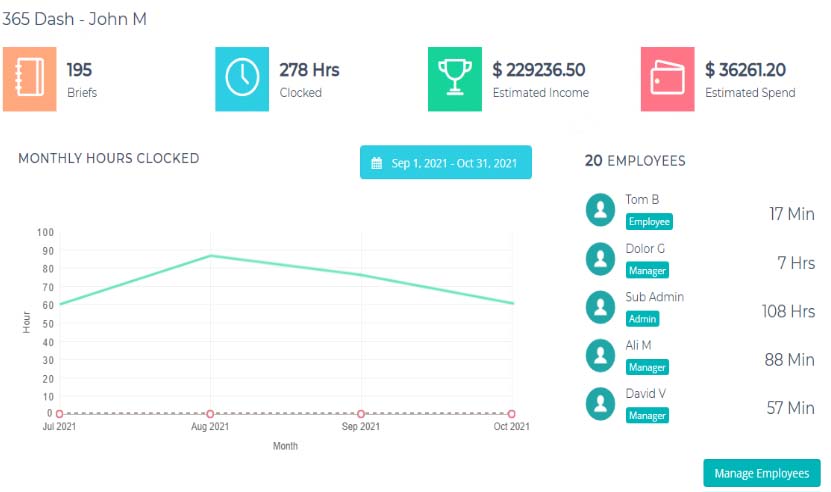 365 Dash - John M
195
Briefs
278 Hrs
Clocked
$ 229236.50
Estimated Income
$ 36261.20
Estimated Spend
MONTHLY HOURS CLOCKED
Sep 1, 2021 - Oct 31, 2021
100
90
80
70
60
50
40
30
20
10
0
Hour
Jul 2021
Aug 2021
Sep 2021
Oct 2021
Month
20 EMPLOYEES
Tom B
Employee
17 Min
Dolor G
Manager
7 Hrs
Sub Admin
Admin
108 Hrs
Ali M
Manager
88 Min
David V
Manager
57 Min
Manage Employees